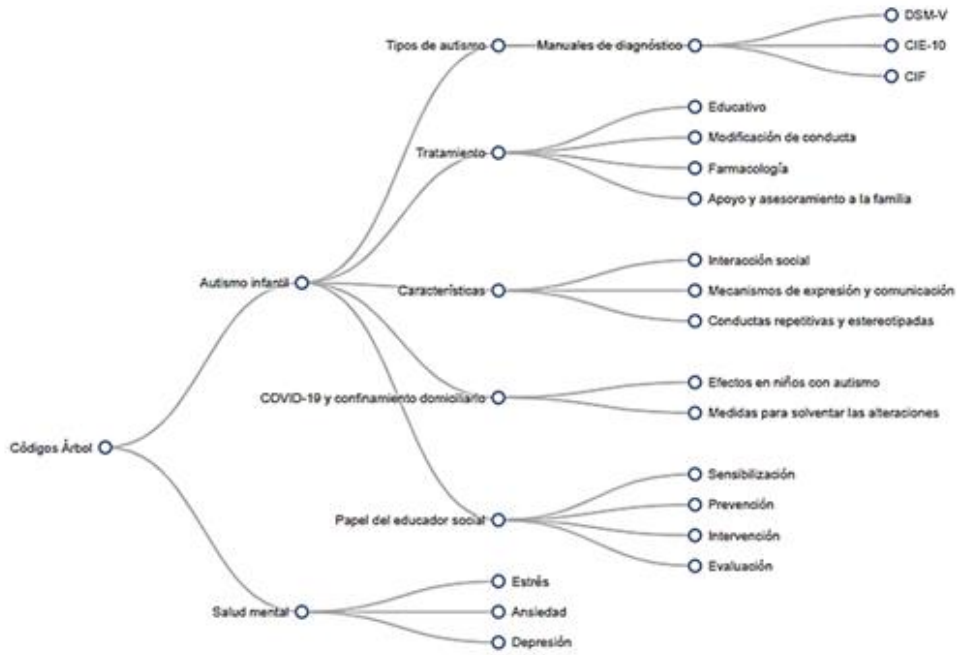 DSM-V
Tipos de autismo
Manuales de diagnóstico
CIE-10
CIF
Educativo
Modificación de conducta
Tratamiento
Farmacología
Apoyo y asesoramiento a la familia
Interacción social
Autismo infantil
Características
Mecanismos de expresión y comunicación
Conductas repetitivas y estereotipadas
Efectos en niños con autismo
COVID-19 y confinamiento domiciliario
Medidas para solventar las alteraciones
Códigos Árbol
Sensibilización
Prevención
Papel del educador social
Intervención
Evaluación
Estrés
Salud mental
Ansiedad
Depresión